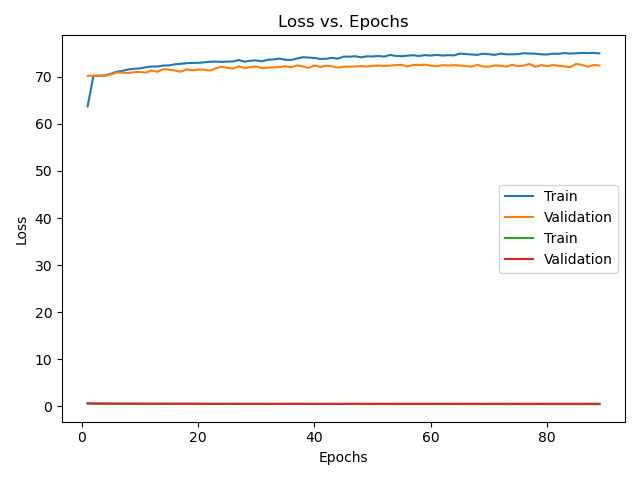 Loss vs. Epochs
Loss
70
60
50
40
30
20
10
0
Train
Validation
Train
Validation
0 20 40 60 80
Epochs